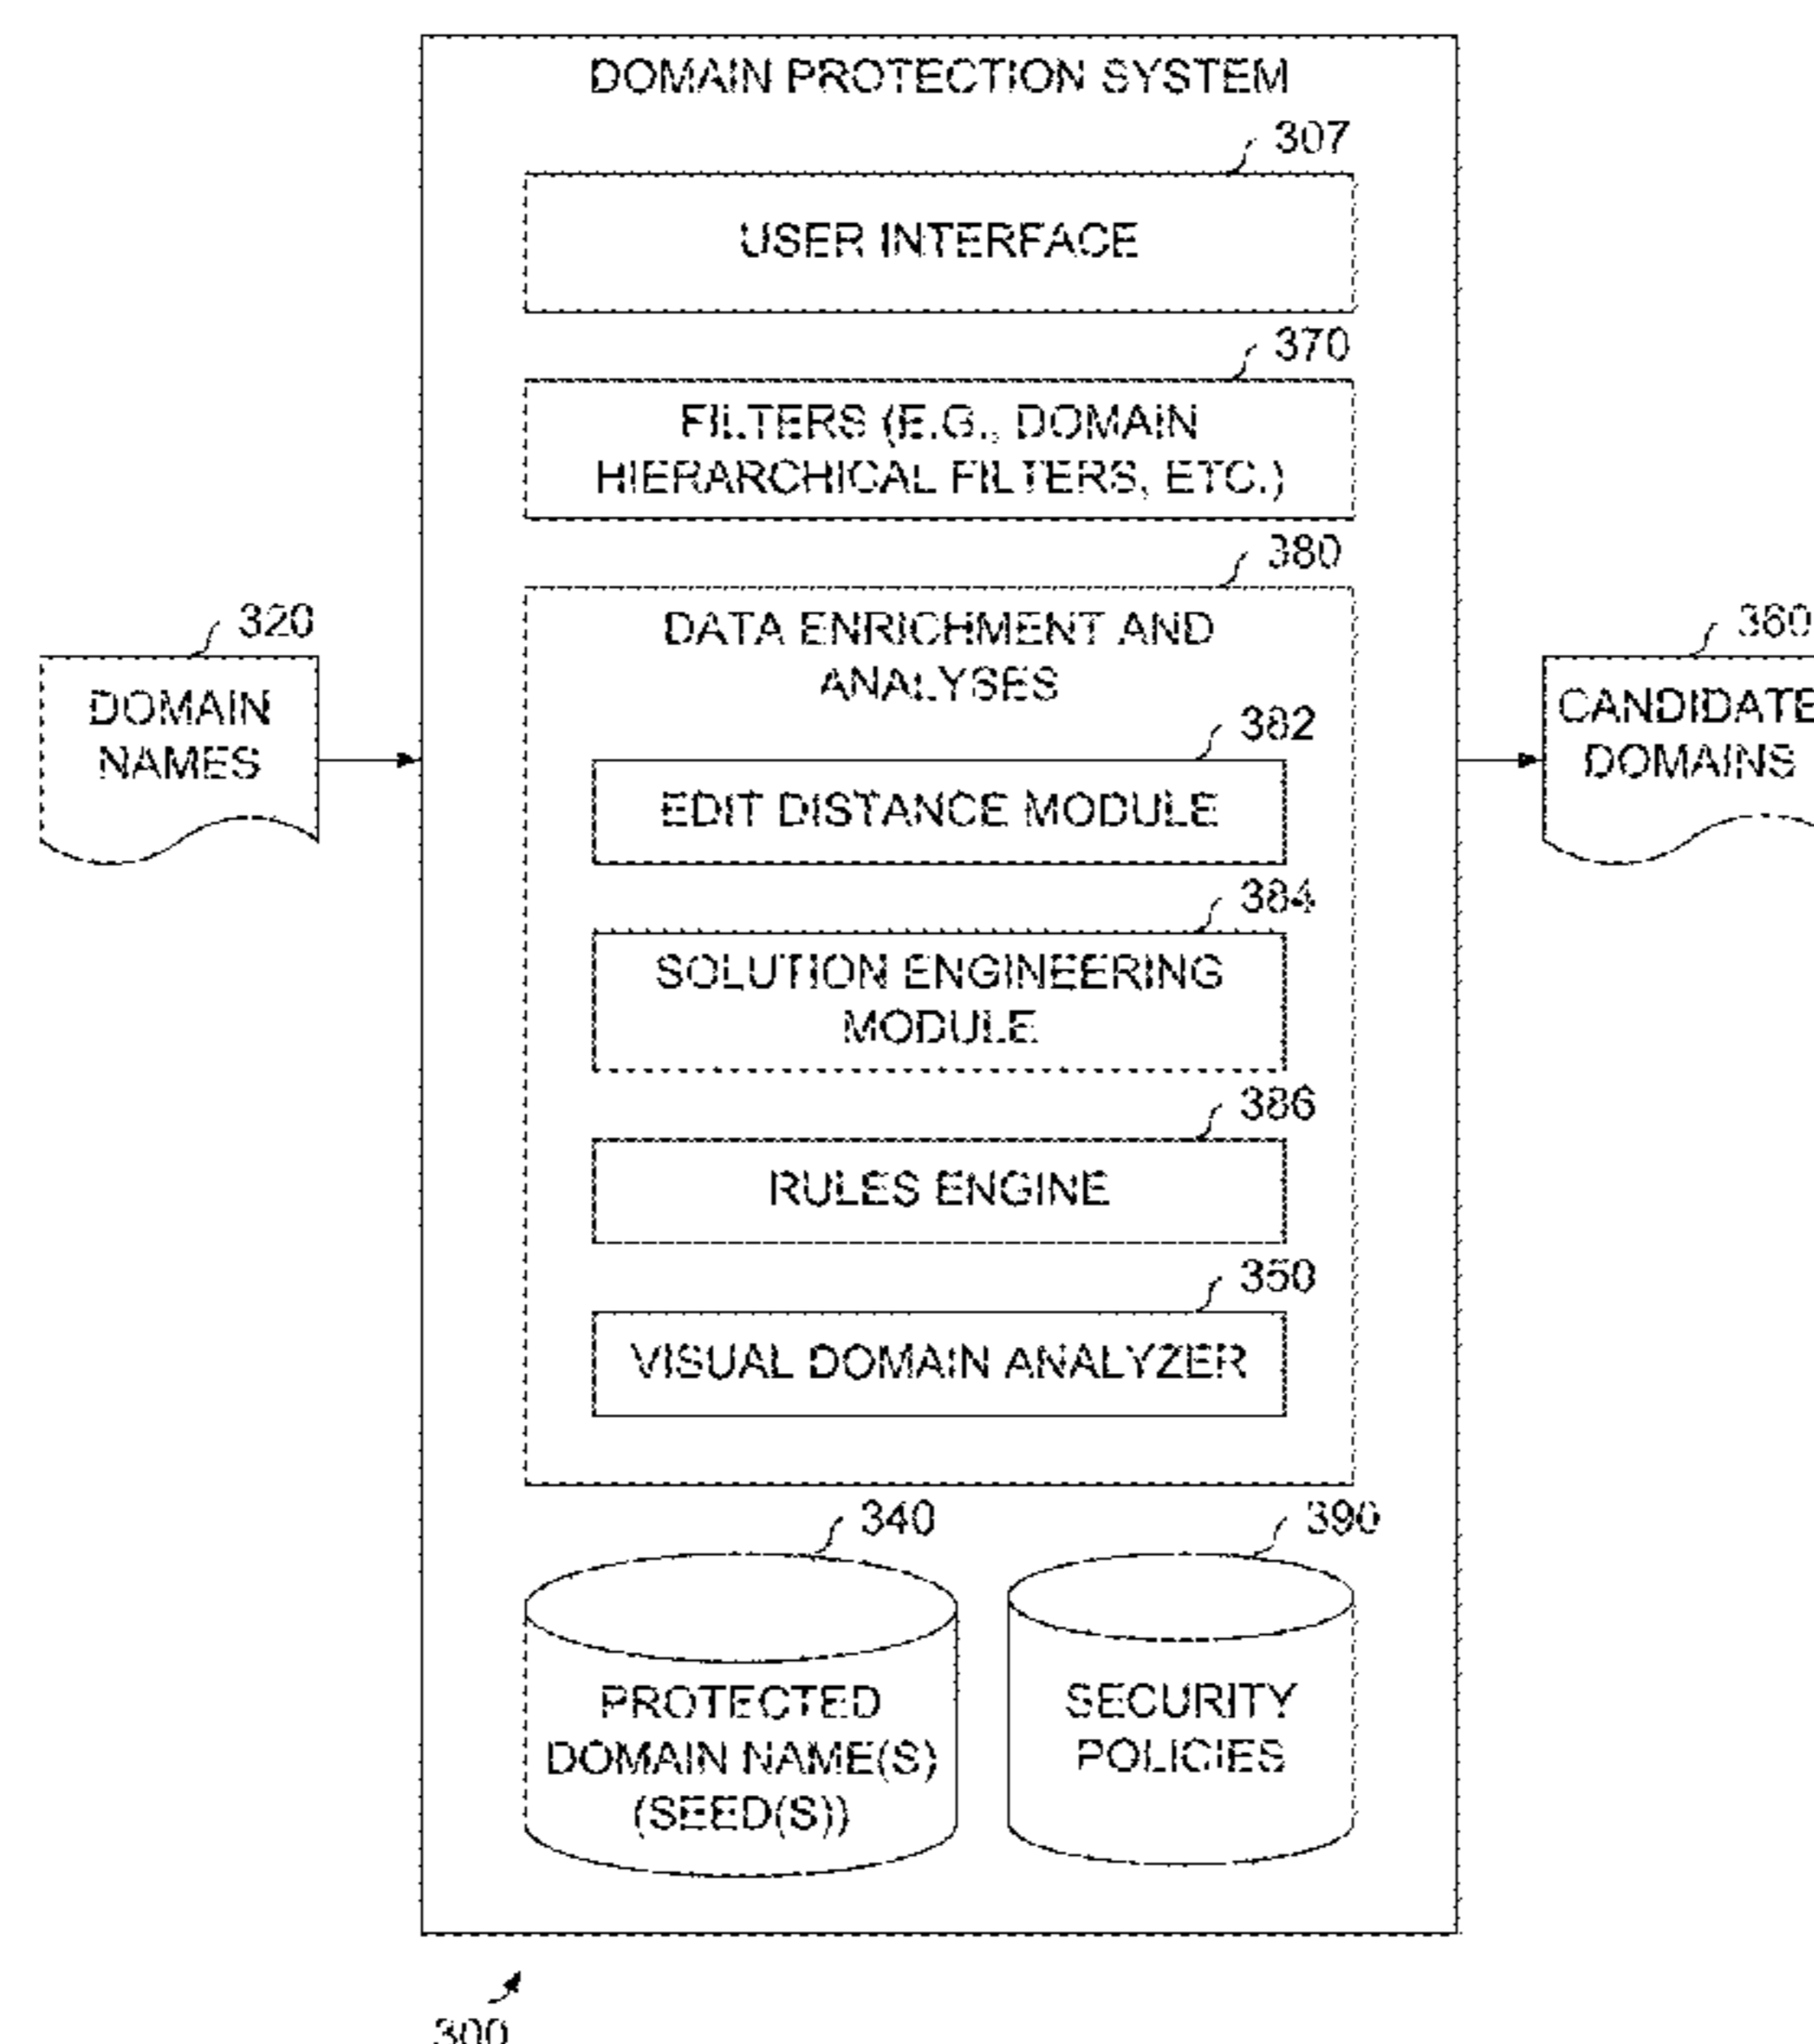 DOMAIN PROTECTION SYSTEM
307
USER INTERFACE
370
FILTERS (E.G., DOMAIN
HIERARCHICAL FILTERS, ETC.)
380
DATA ENRICHMENT AND
ANALYSES
320
DOMAIN
NAMES
360
CANDIDATE
DOMAINS
382
EDIT DISTANCE MODULE
384
SOLUTION ENGINEERING
MODULE
386
RULES ENGINE
350
VISUAL DOMAIN ANALYZER
340
PROTECTED
DOMAIN NAME(S)
(SEED(S))
390
SECURITY
POLICIES
300